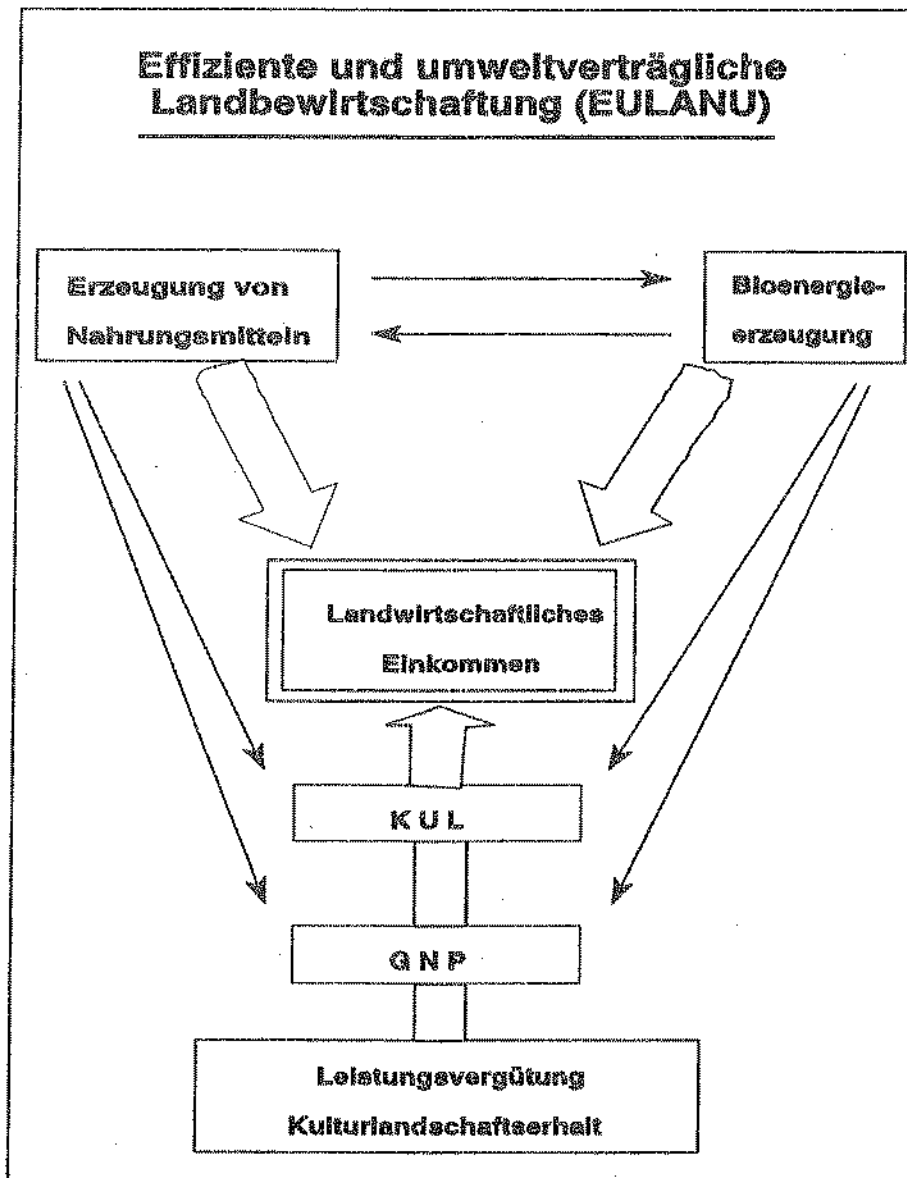 Effiziente und umweltverträgliche
Landbewirtschaftung (EULANU)
Erzeugung von
Nahrungsmitteln
Bioenergie-
erzeugung
Landwirtschaftliches
Einkommen
KUL
GNP
Leistungsvergütung
Kulturlandschaftserhalt